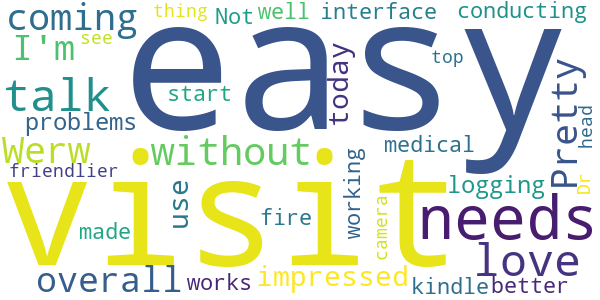 thing Not well interface conducting
coming easy
I'm see top
talk start today Pretty head
problems
Werw without medical
friendlier visit use working logging Dr
made fire camera needs
love
overall works impressed kindle better